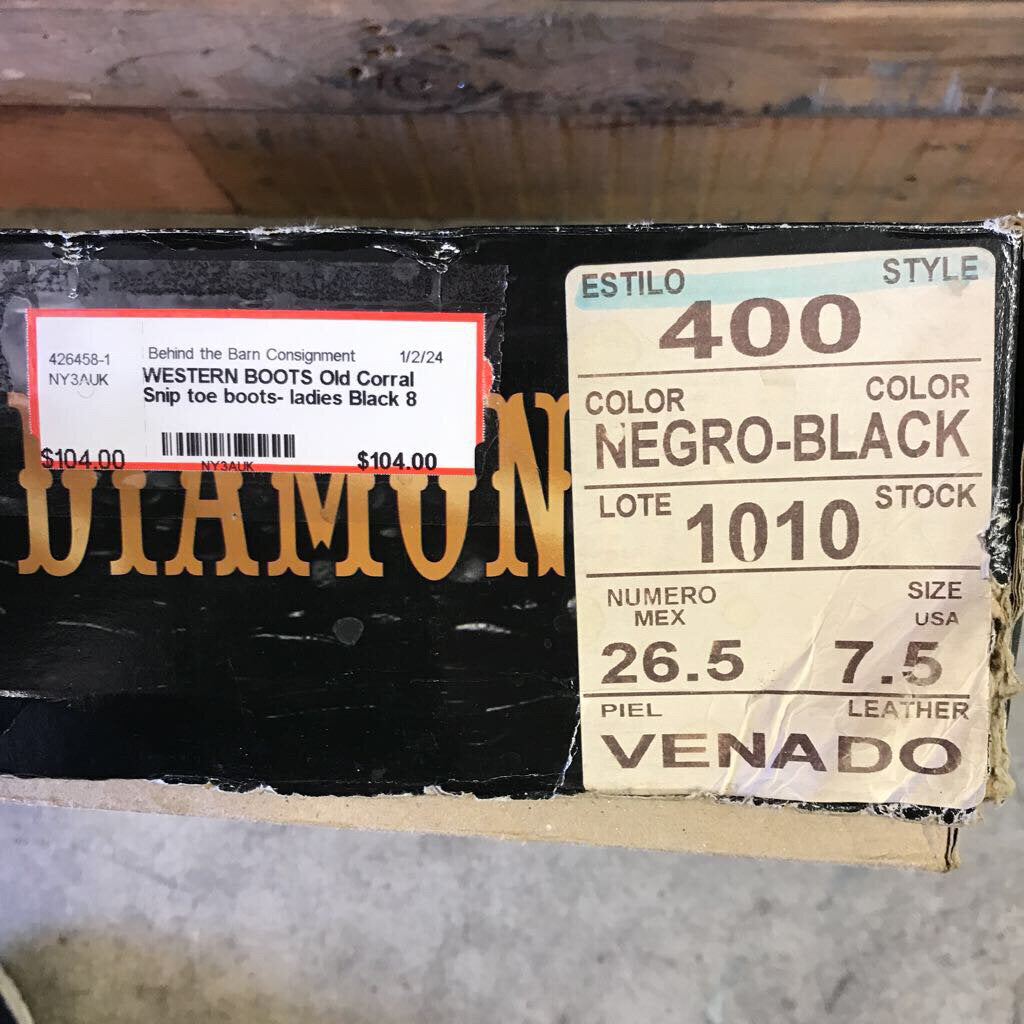 426458-1 Behind the Barn Consignment 1/2/24
NY3AUK WESTERN BOOTS Old Corral
Snip toe boots- ladies Black 8
$104.00 NY3AUK $104.00
DIAMON
ESTILO STYLE
400
COLOR COLOR
NEGRO-BLACK
LOTE 1010 STOCK
NUMERO SIZE
MEX USA
26.5 7.5
PIEL LEATHER
VENADO